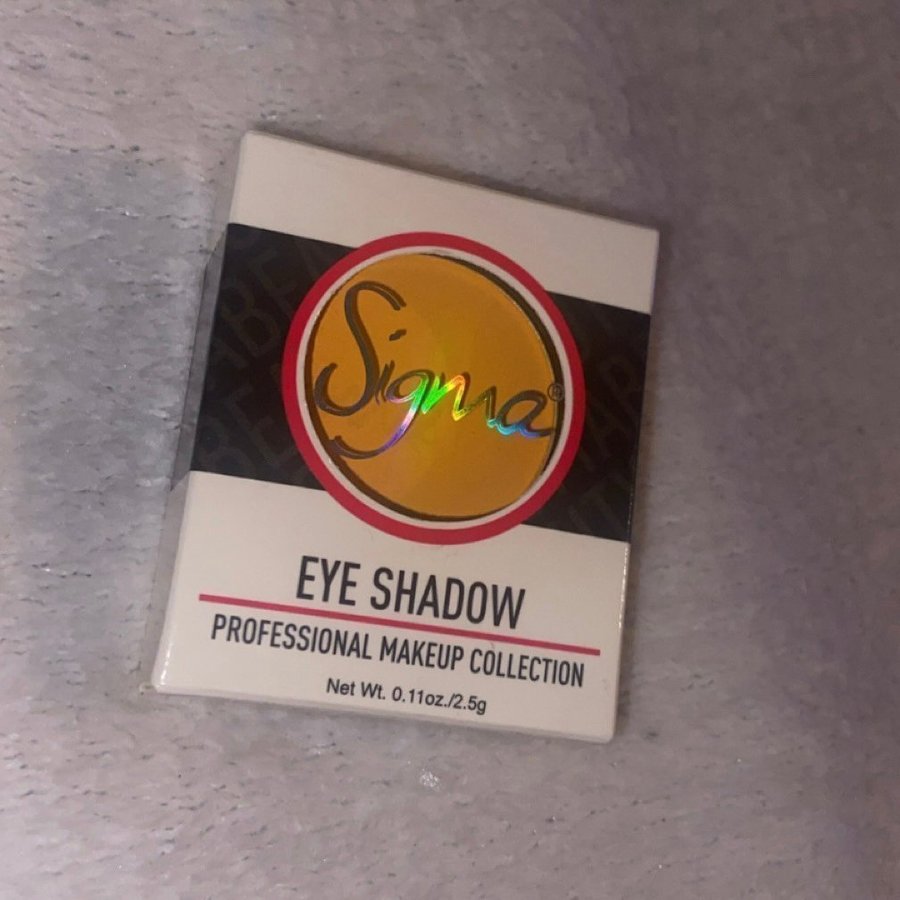 Sigma®
EYE SHADOW
PROFESSIONAL MAKEUP COLLECTION
Net Wt. 0.11oz./2.5g